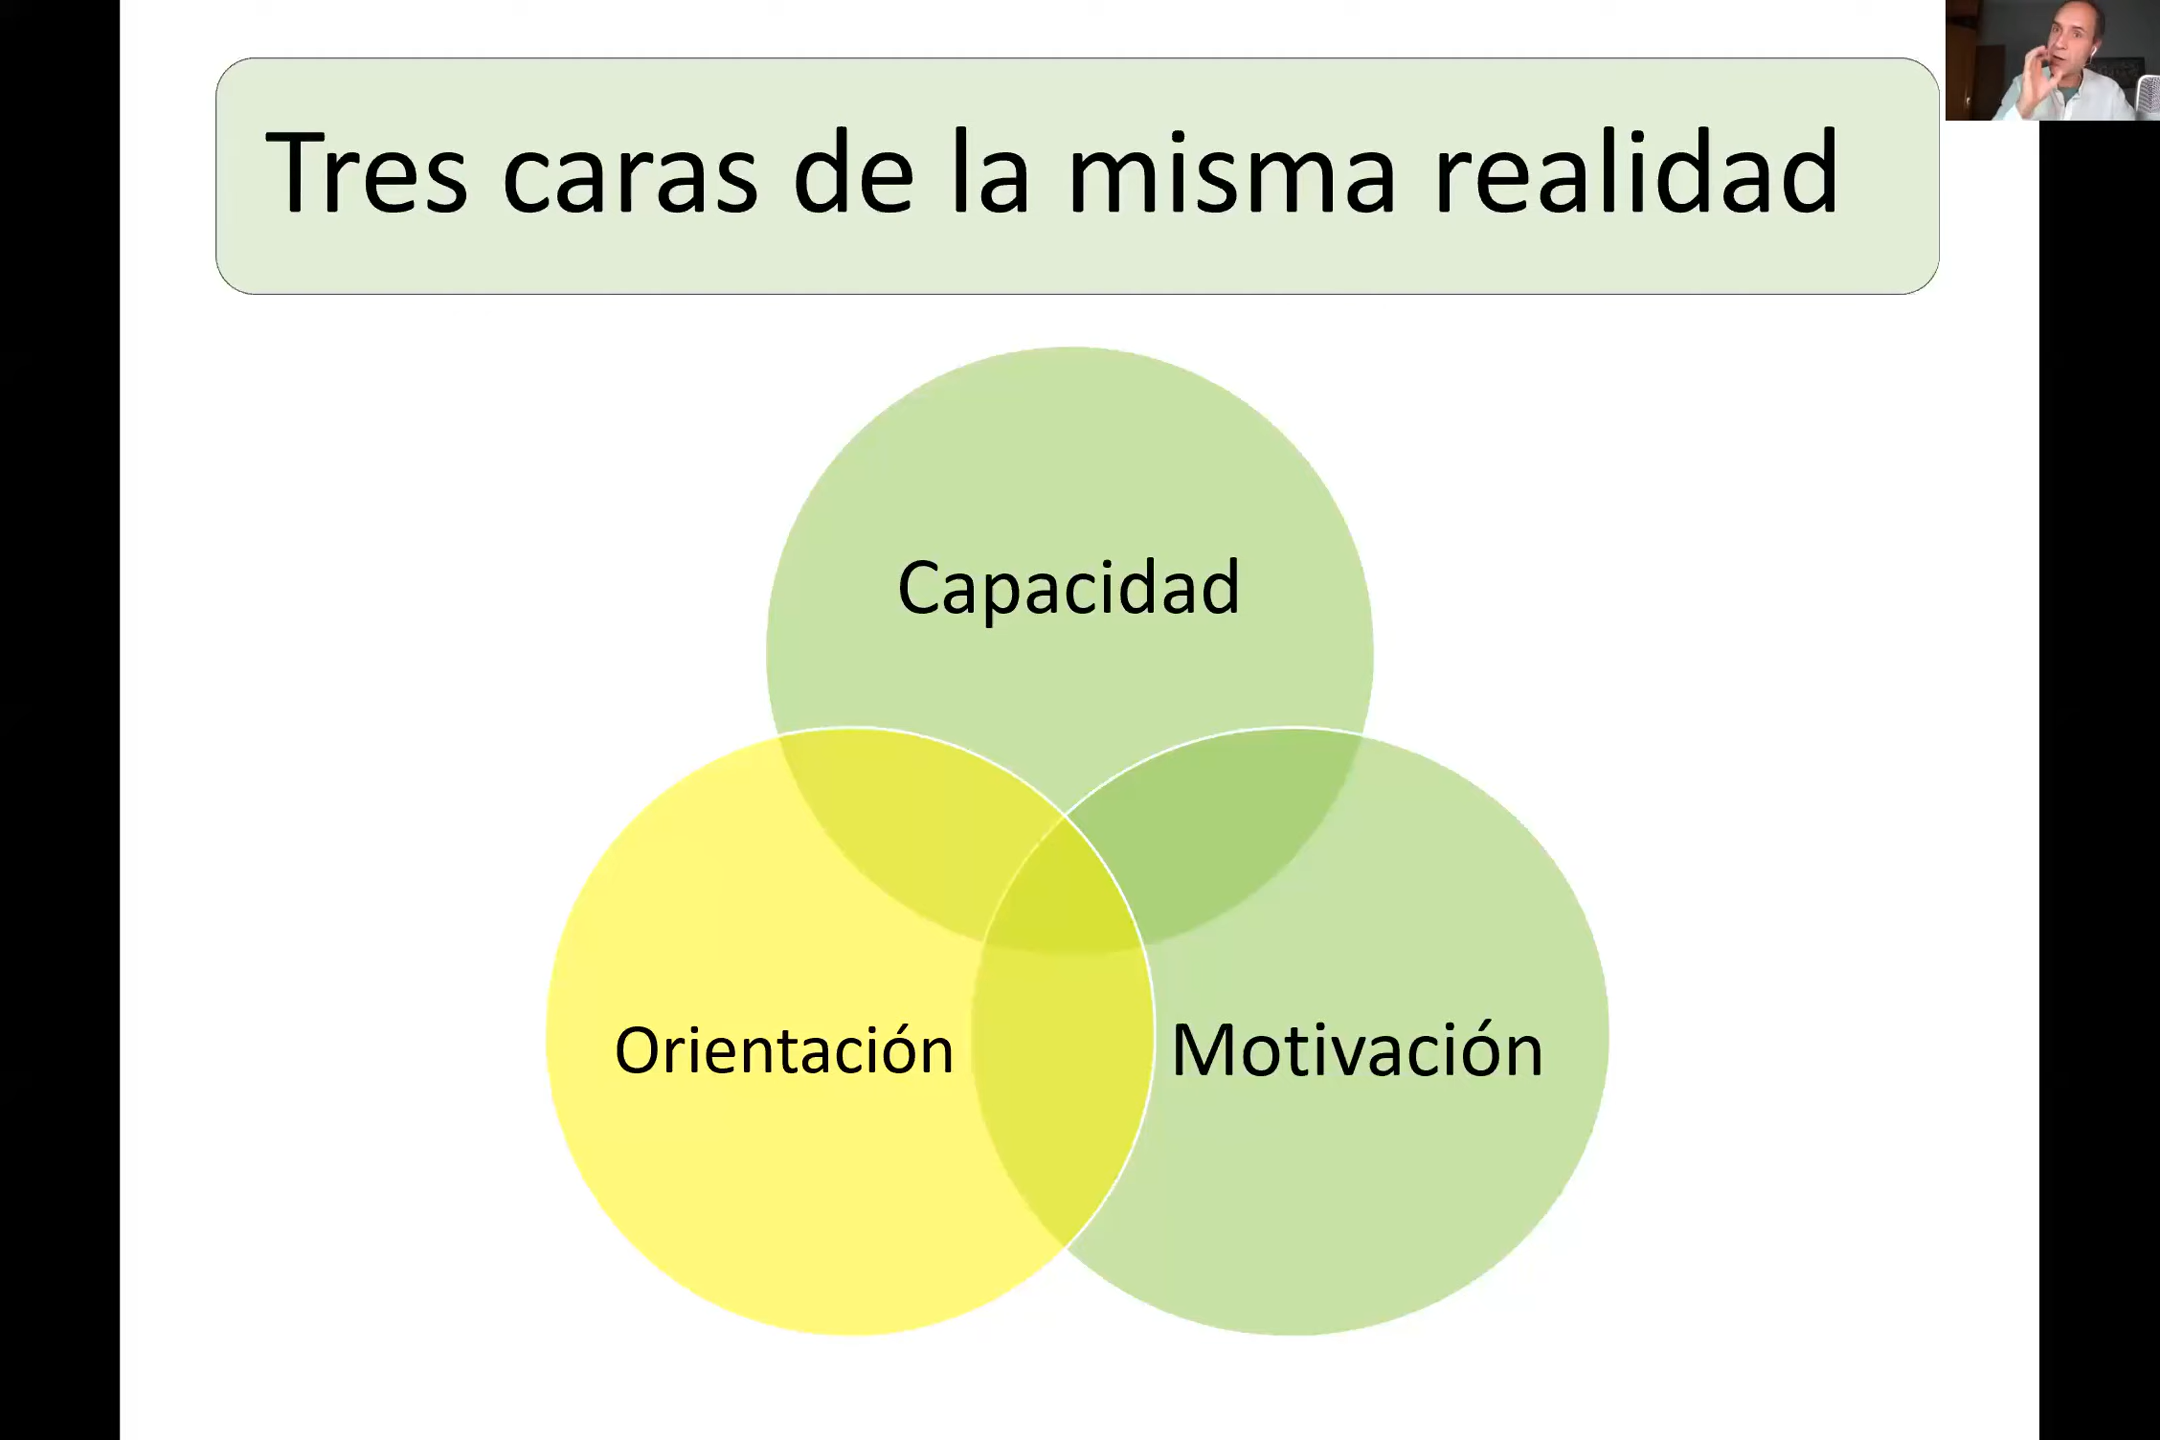 Tres caras de la misma realidad
Capacidad
Orientación
Motivación